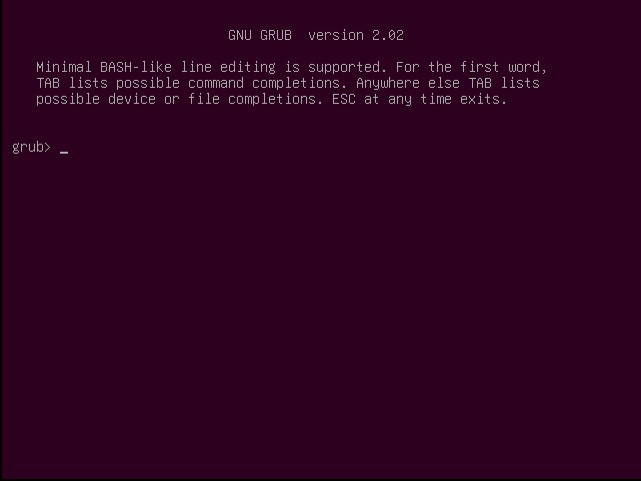 GNU GRUB  version 2.02
Minimal BASH-like line editing is supported. For the first word,
TAB lists possible command completions. Anywhere else TAB lists
possible device or file completions. ESC at any time exits.
grub> _